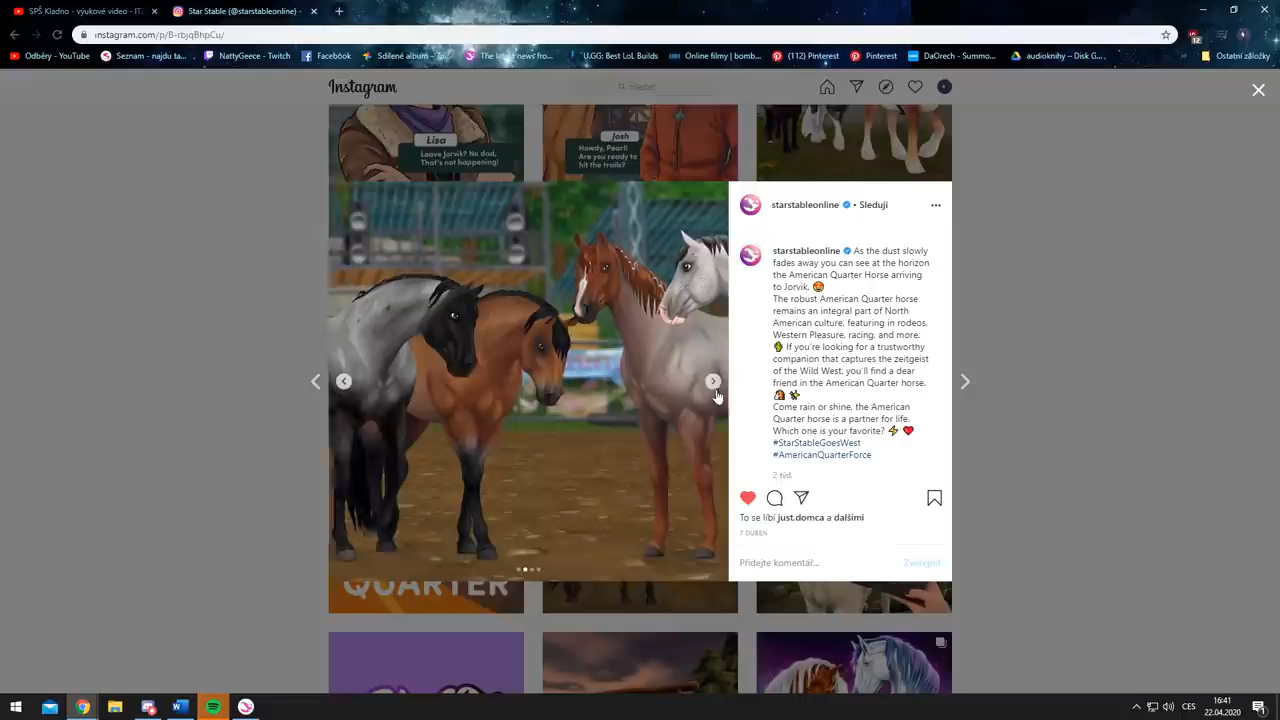 SPŠ Kladno - výukové video - IT
Star Stable (@starstableonline) ·
instagram.com/p/B-rbjqBhpCu/
12
Odběry - YouTube
Seznam - najdu ta...
NattyGeece - Twitch
Facebook
Sdílené album – Tu...
The latest news fro...
U.GG: Best LoL Builds
Online filmy | bomb...
(112) Pinterest
Pinterest
DaOrech - Summo...
audioknihy – Disk G...
»
Ostatní záložky
Instagram
Hledat
Lisa
Leave Jorvik? No dad,
That's not happening!
Josh
Howdy, Pearl!
Are you ready to
hit the trails?
starstableonline • Sleduji
starstableonline As the dust slowly
fades away you can see at the horizon
the American Quarter Horse arriving
to Jorvik.
The robust American Quarter horse
remains an integral part of North
American culture, featuring in rodeos,
Western Pleasure, racing, and more.
If you're looking for a trustworthy
companion that captures the zeitgeist
of the Wild West, you'll find a dear
friend in the American Quarter horse.
Come rain or shine, the American
Quarter horse is a partner for life.
Which one is your favorite?
#StarStableGoesWest
#AmericanQuarterForce
2 týd.
To se líbí just.domca a dalšími
7 DUBEN
Přidejte komentář...
Zveřejnit
QUARTER
CES
16:41
22.04.2020